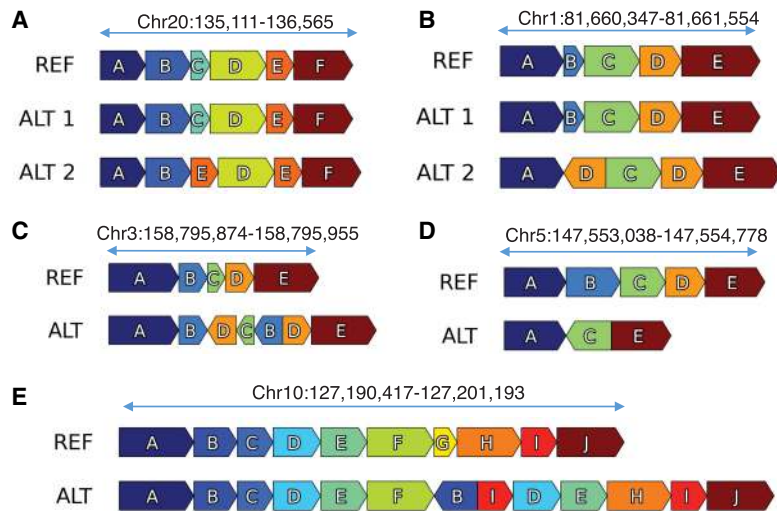 A
Chr20:135,111-136,565
REF A B C D E F
ALT 1 A B C D E F
ALT 2 A B E D E F
B
Chr1:81,660,347-81,661,554
REF A B C D E
ALT 1 A B C D E
ALT 2 A D C D E
C
Chr3:158,795,874-158,795,955
REF A B C D E
ALT A B D C B D E
D
Chr5:147,553,038-147,554,778
REF A B C D E
ALT A C E
E
Chr10:127,190,417-127,201,193
REF A B C D E F G H I J
ALT A B C D E F B I D E H I J